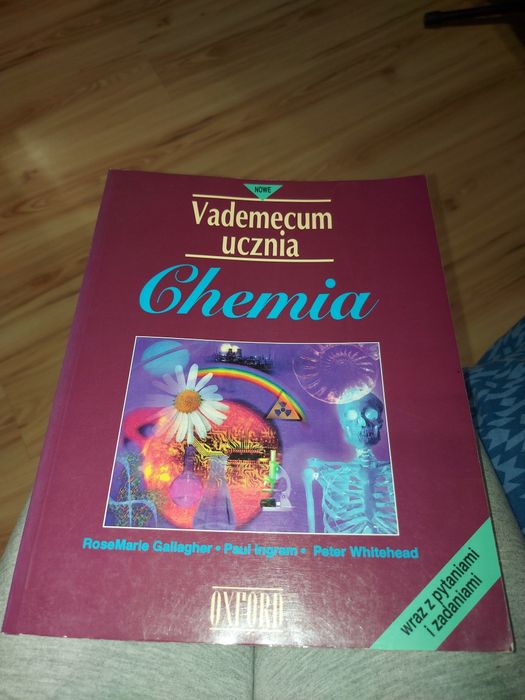 NOWE
Vademecum
ucznia
Chemia
RoseMarie Gallagher • Paul Ingram • Peter Whitehead
OXFORD
wraz z pytaniami
i zadaniami